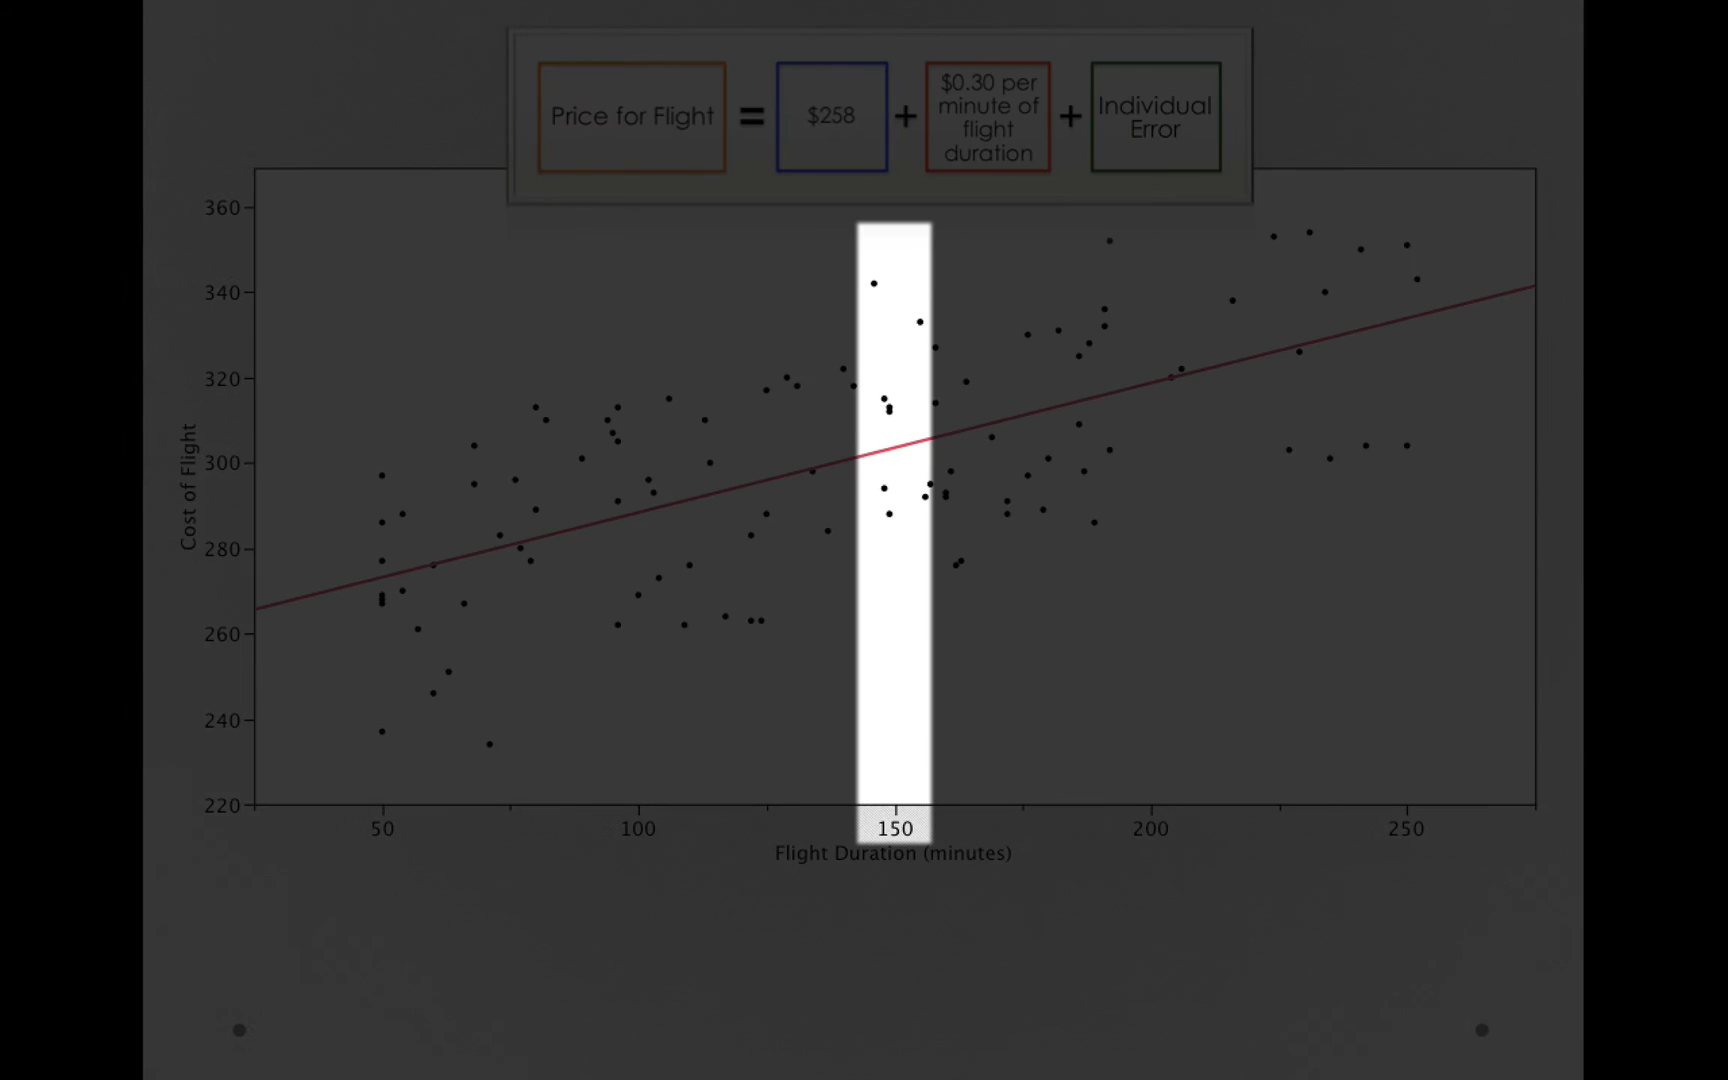 Price for Flight
=
$258
+
$0.30 per
minute of
flight
duration
+
Individual
Error
360
340
320
300
280
260
240
220
Cost of Flight
50 100 150 200 250
Flight Duration (minutes)